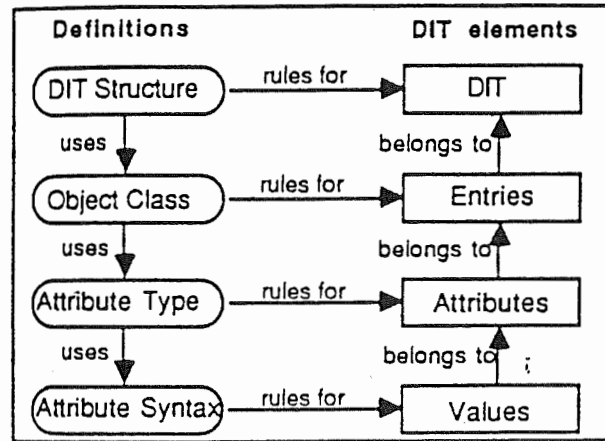 Definitions DIT elements
DIT Structure rules for DIT
uses belongs to
Object Class rules for Entries
uses belongs to
Attribute Type rules for Attributes
uses belongs to
Attribute Syntax rules for Values